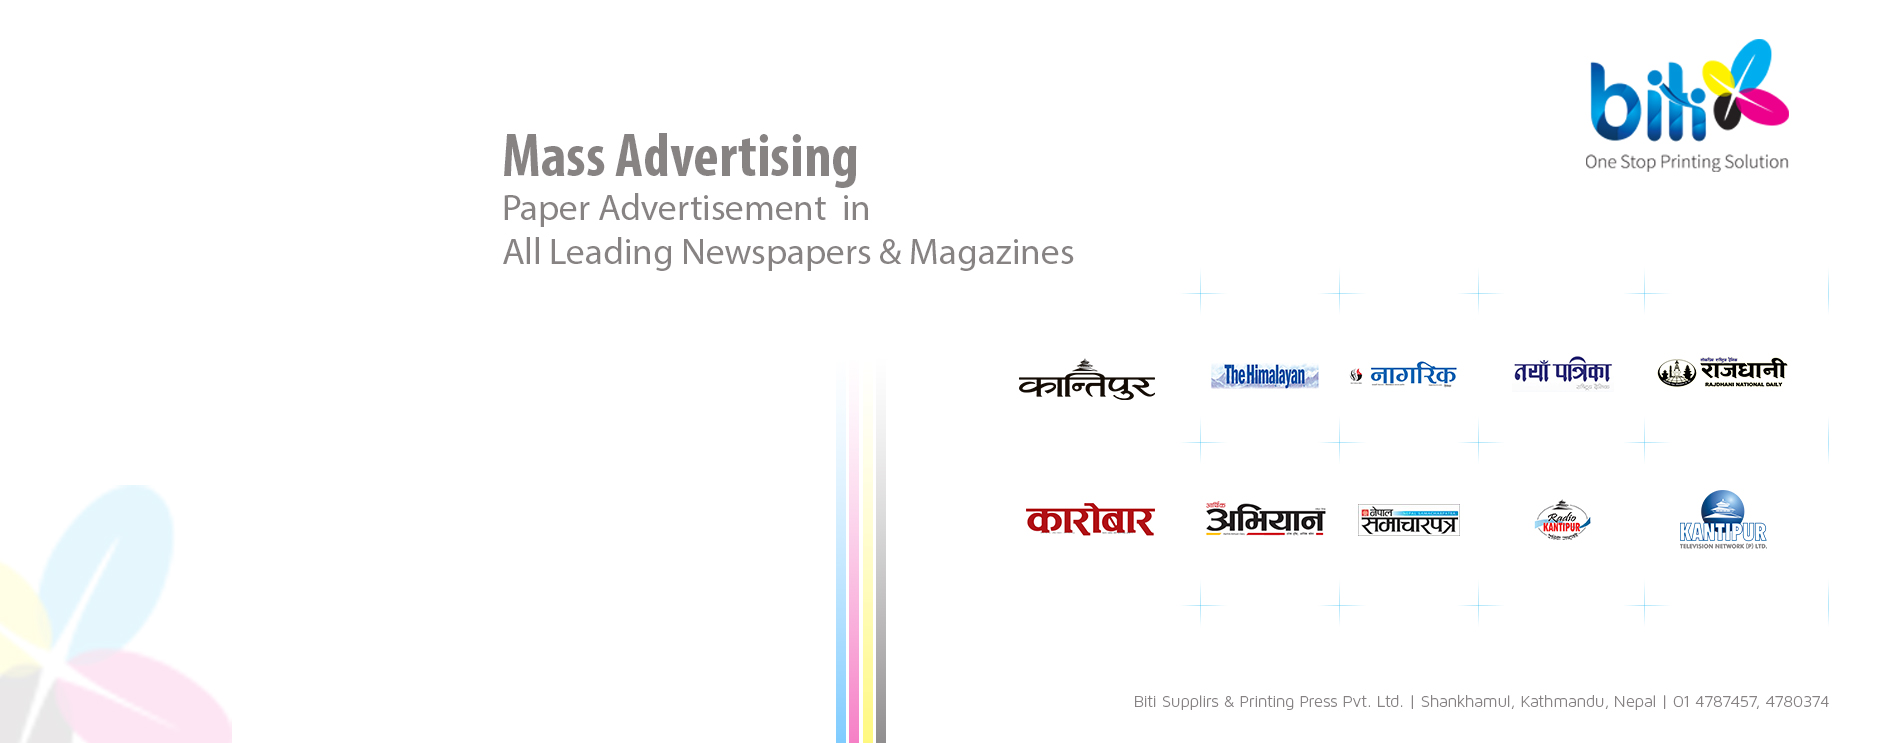 biti
One Stop Printing Solution
Mass Advertising
Paper Advertisement in
All Leading Newspapers & Magazines
कान्तिपुर
The Himalayan
नागरिक
नयाँ पत्रिका
राजधानी
RAJDHANI NATIONAL DAILY
कारोबार
आर्थिक
अभियान
नेपाल
समाचारपत्र
Radio
KANTIPUR
KANTIPUR
TELEVISION NETWORK (P) LTD.
Biti Supplirs & Printing Press Pvt. Ltd. | Shankhamul, Kathmandu, Nepal | 01 4787457, 4780374